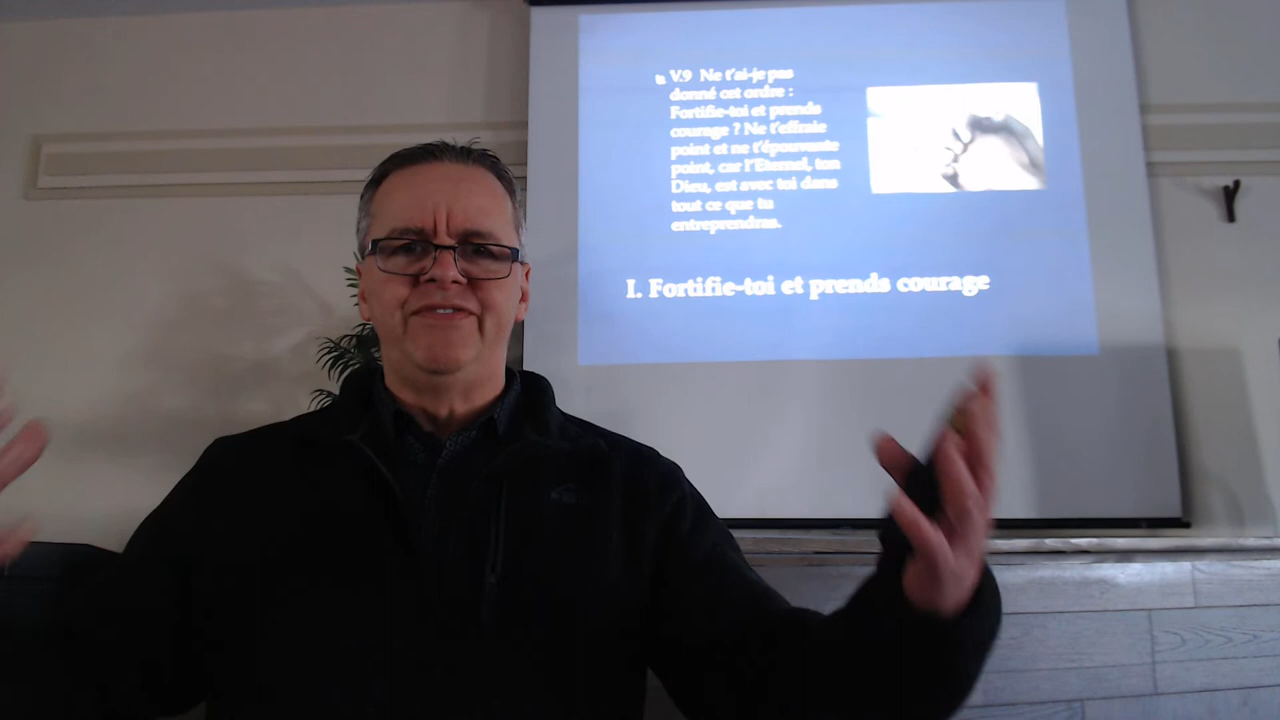 V.9 Ne t'ai-je pas
donné cet ordre :
Fortifie-toi et prends
courage ? Ne t'effraie
point et ne t'épouvante
point, car l'Eternel, ton
Dieu, est avec toi dans
tout ce que tu
entreprendras.
I. Fortifie-toi et prends courage